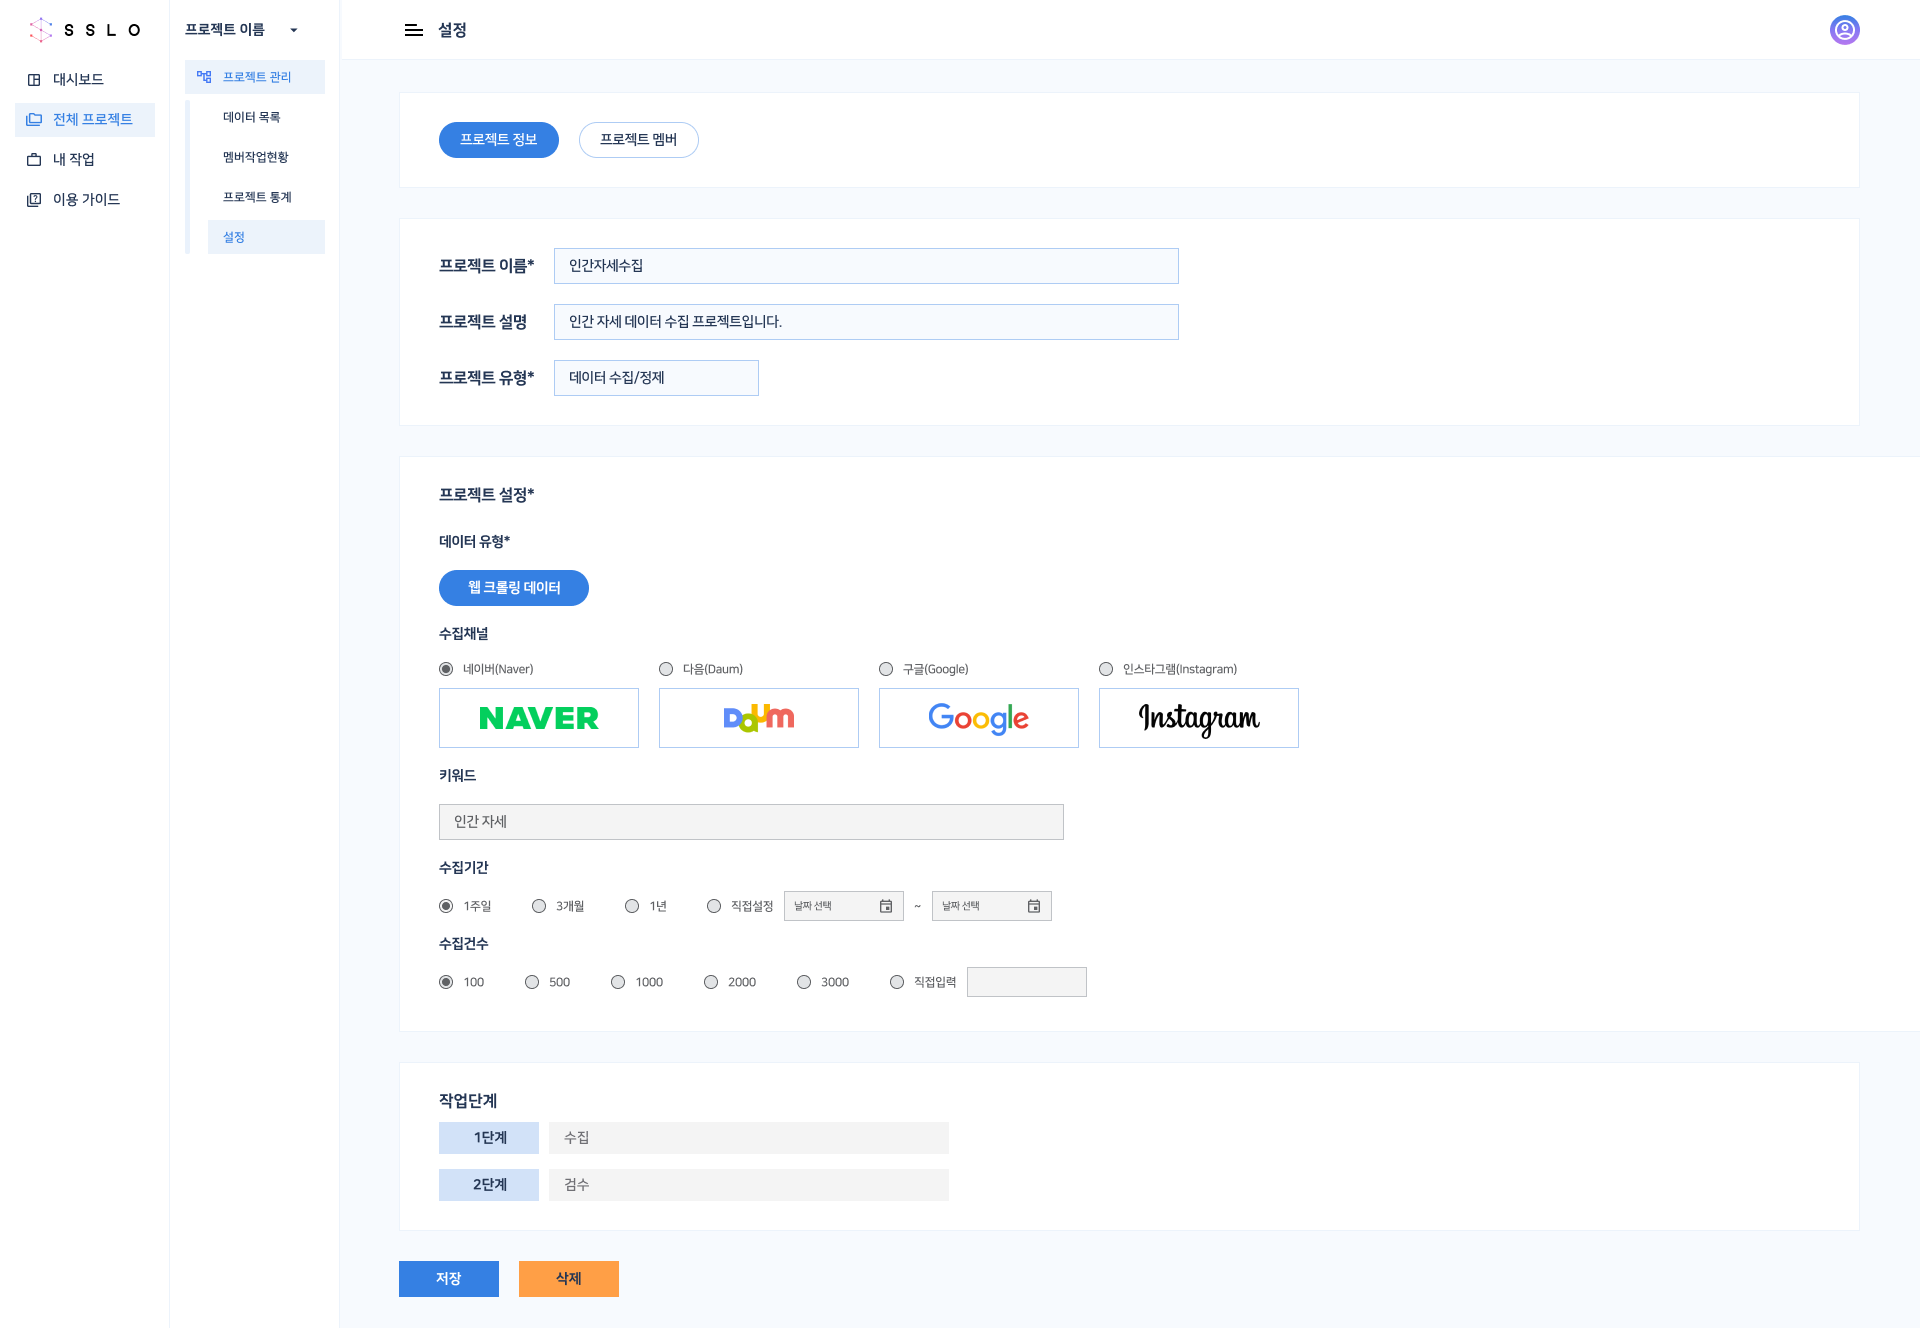 SSLO
대시보드
전체 프로젝트
내 작업
이용 가이드
프로젝트 이름
프로젝트 관리
데이터 목록
멤버작업현황
프로젝트 통계
설정
설정
프로젝트 정보 프로젝트 멤버
프로젝트 이름* 인간자세수집
프로젝트 설명 인간 자세 데이터 수집 프로젝트입니다.
프로젝트 유형* 데이터 수집/정제
프로젝트 설정*
데이터 유형*
웹 크롤링 데이터
수집채널
네이버(Naver) 다음(Daum) 구글(Google) 인스타그램(Instagram)
NAVER Daum Google Instagram
키워드
인간 자세
수집기간
1주일 3개월 1년 직접설정 날짜 선택 ~ 날짜 선택
수집건수
100 500 1000 2000 3000 직접입력
작업단계
1단계 수집
2단계 검수
저장 삭제